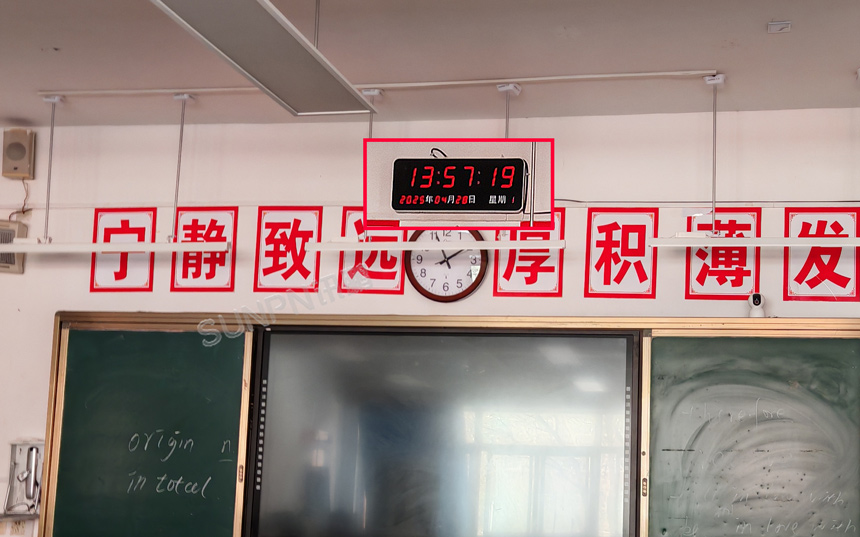 13:57:19
2025年04月28日 星期 1
宁静致远 厚积薄发
SUNPN讯
origin n
in total